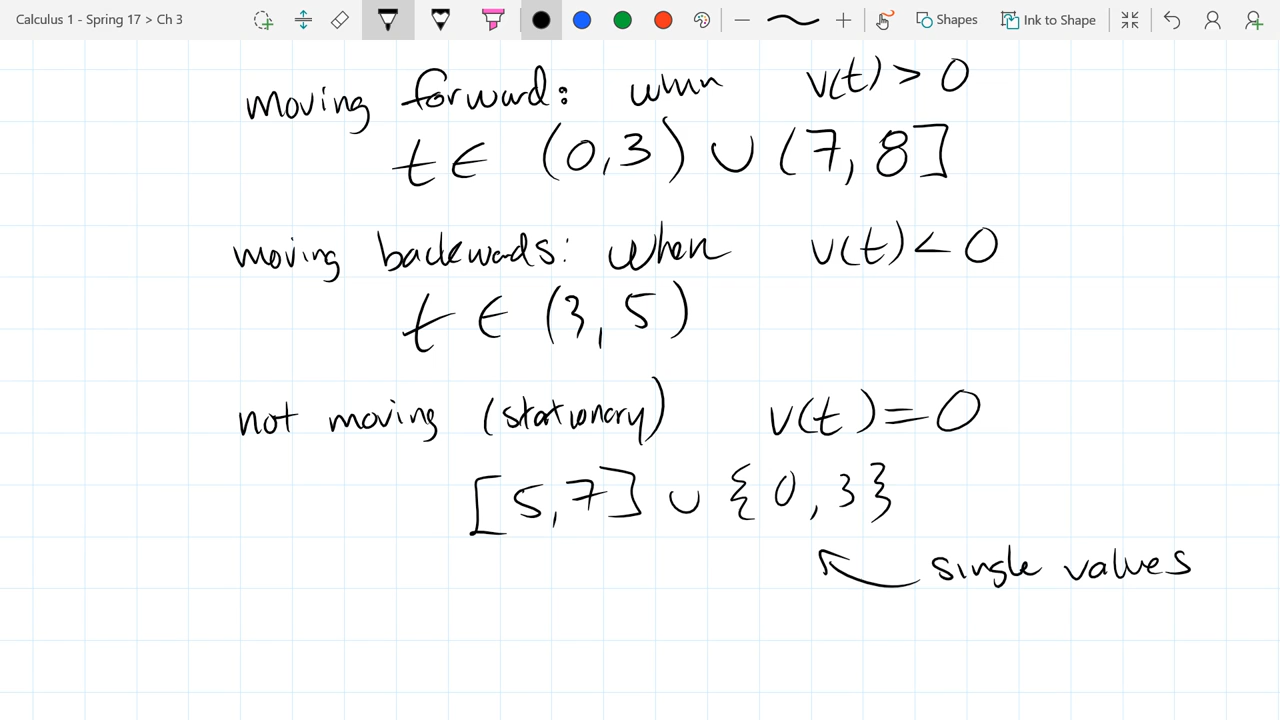 Calculus 1 - Spring 17 > Ch 3
Shapes
Ink to Shape
moving forward: when v(t) > 0
t ∈ (0,3) ∪ (7,8]
moving backwards: when v(t) < 0
t ∈ (3,5)
not moving (stationary) v(t) = 0
[5,7] ∪ {0,3}
single values